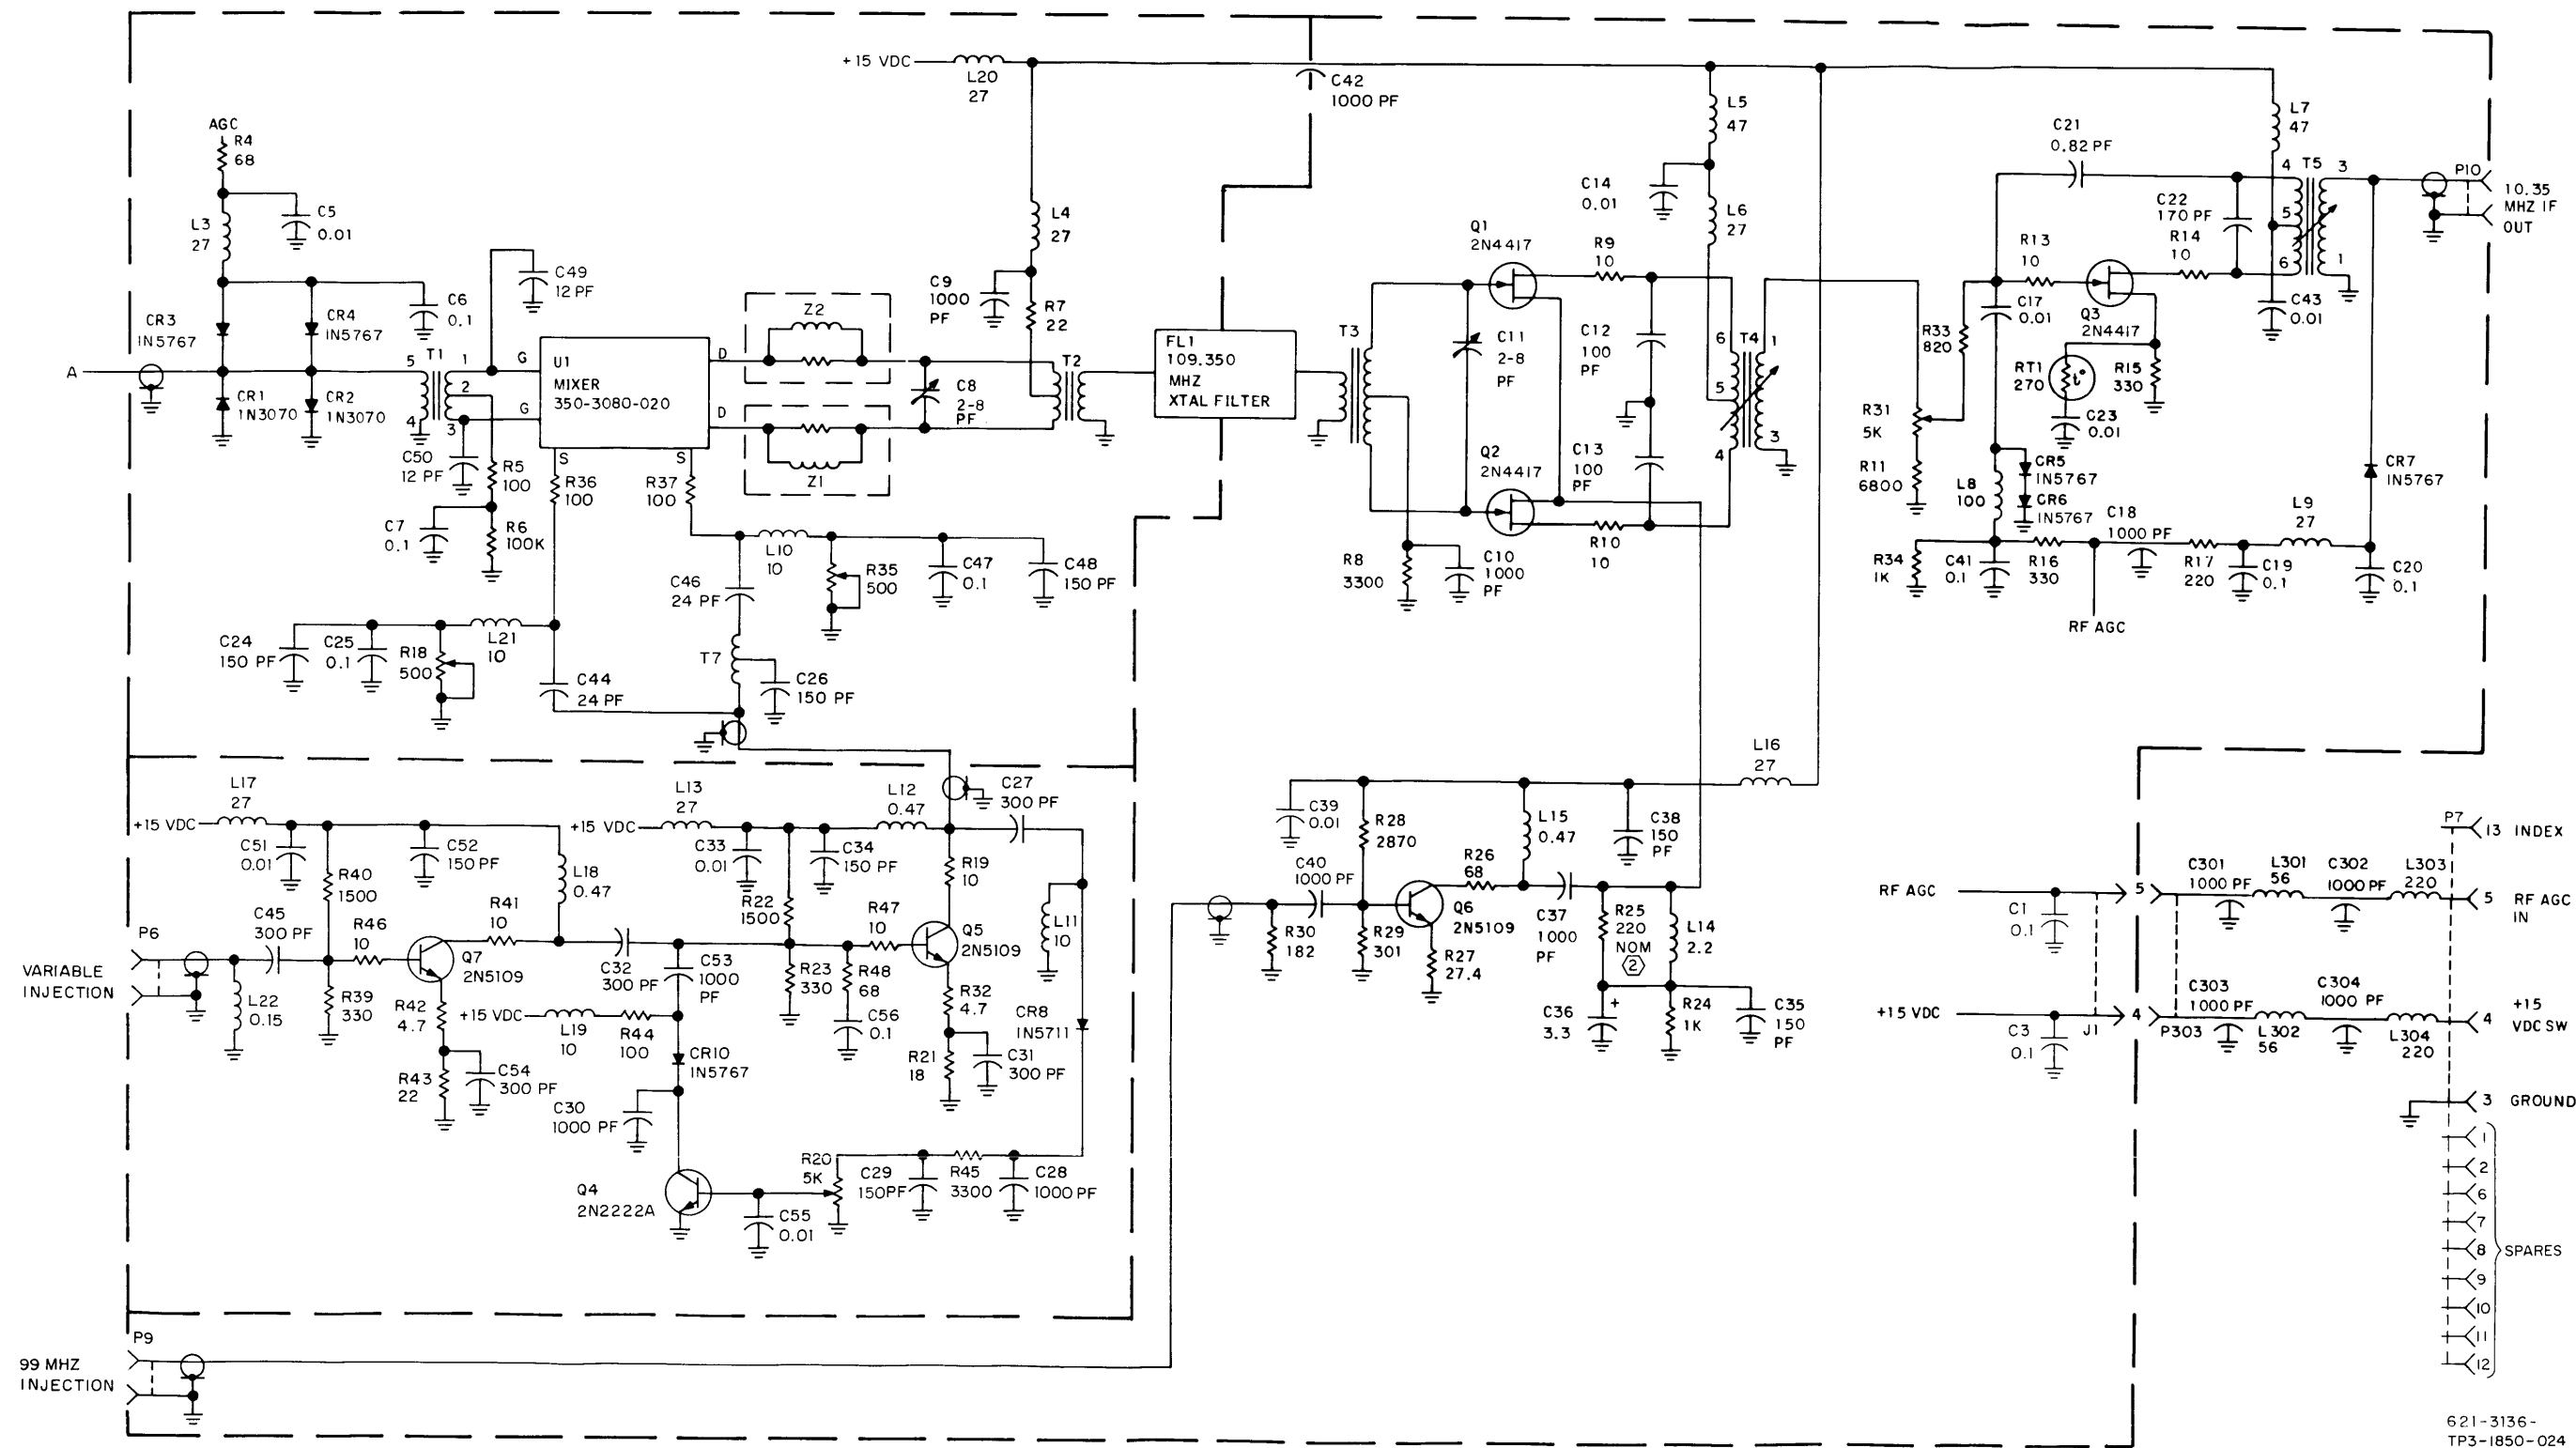 +15 VDC
L20
27
C42
1000 PF
L5
47
L7
47
AGC
R4
68
C21
0.82 PF
T5
4
3
5
6
1
P10
10.35
MHZ IF
OUT
L3
27
C5
0.01
L4
27
C14
0.01
L6
27
C22
170 PF
R14
10
R13
10
Q1
2N4417
R9
10
C49
12 PF
C9
1000
PF
R7
22
C6
0.1
CR3
1N5767
CR4
1N5767
Z2
C17
0.01
Q3
2N4417
C43
0.01
A
5
T1
1
2
4
3
G
G
U1
MIXER
350-3080-020
D
D
S
S
C8
2-8
PF
T2
FL1
109.350
MHZ
XTAL FILTER
T3
C11
2-8
PF
C12
100
PF
6
T4
1
5
4
3
R33
820
RT1
270
t°
R15
330
CR1
1N3070
CR2
1N3070
R31
5K
C23
0.01
C50
12 PF
R5
100
R36
100
R37
100
Z1
Q2
2N4417
C13
100
PF
R11
6800
L8
100
CR5
1N5767
CR6
1N5767
CR7
1N5767
C7
0.1
R6
100K
L10
10
R35
500
C47
0.1
C48
150 PF
R8
3300
C10
1000
PF
R10
10
R34
1K
C41
0.1
R16
330
C18
1000 PF
R17
220
C19
0.1
L9
27
C20
0.1
RF AGC
C46
24 PF
C24
150 PF
C25
0.1
R18
500
L21
10
T7
C44
24 PF
C26
150 PF
L16
27
L17
27
L13
27
L12
0.47
C27
300 PF
+15 VDC
+15 VDC
C51
0.01
C52
150 PF
R40
1500
L18
0.47
C33
0.01
C34
150 PF
R19
10
C39
0.01
R28
2870
L15
0.47
C38
150
PF
P7
13 INDEX
R22
1500
R47
10
L11
10
Q5
2N5109
C40
1000 PF
R26
68
Q6
2N5109
C37
1000
PF
R25
220
NOM
2
L14
2.2
RF AGC
C1
0.1
5
C301
1000 PF
L301
56
C302
1000 PF
L303
220
5
RF AGC
IN
P6
VARIABLE
INJECTION
C45
300 PF
R46
10
R41
10
Q7
2N5109
C32
300 PF
C53
1000
PF
R23
330
R48
68
R32
4.7
R30
182
R29
301
R27
27.4
L22
0.15
R39
330
R42
4.7
+15 VDC
L19
10
R44
100
C56
0.1
CR8
1N5711
C36
3.3
+
R24
1K
C35
150
PF
+15 VDC
C3
0.1
J1
4
P303
C303
1000 PF
L302
56
C304
1000 PF
L304
220
4
+15
VDC SW
R43
22
C54
300 PF
CR10
1N5767
R21
18
C31
300 PF
C30
1000 PF
3 GROUND
1
2
6
7
8
9
10
11
12
SPARES
Q4
2N2222A
R20
5K
C29
150PF
R45
3300
C28
1000 PF
C55
0.01
P9
99 MHZ
INJECTION
621-3136-
TP3-1850-024